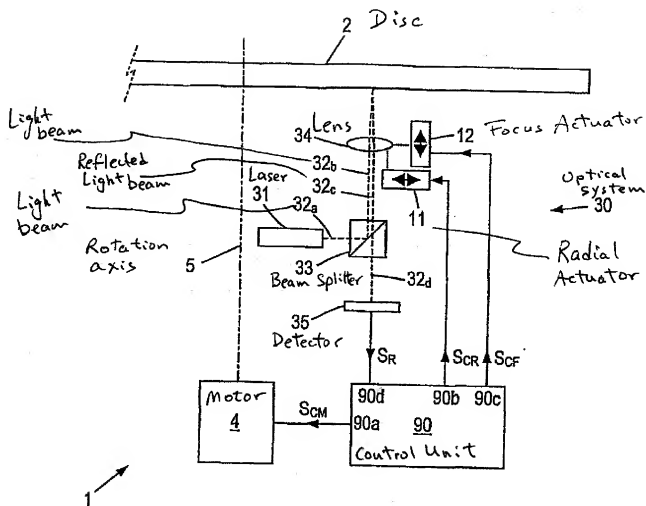 2 Disc
Light beam
Lens
34
12
Focus Actuator
32b
Reflected Light beam
Laser
31
32c
11
Optical system
30
Light beam
32a
Rotation axis
5
33
Beam Splitter
32d
Radial Actuator
35
Detector
SR
SCR
SCF
Motor
4
SCM
90d
90b
90c
90a
90
Control Unit
1